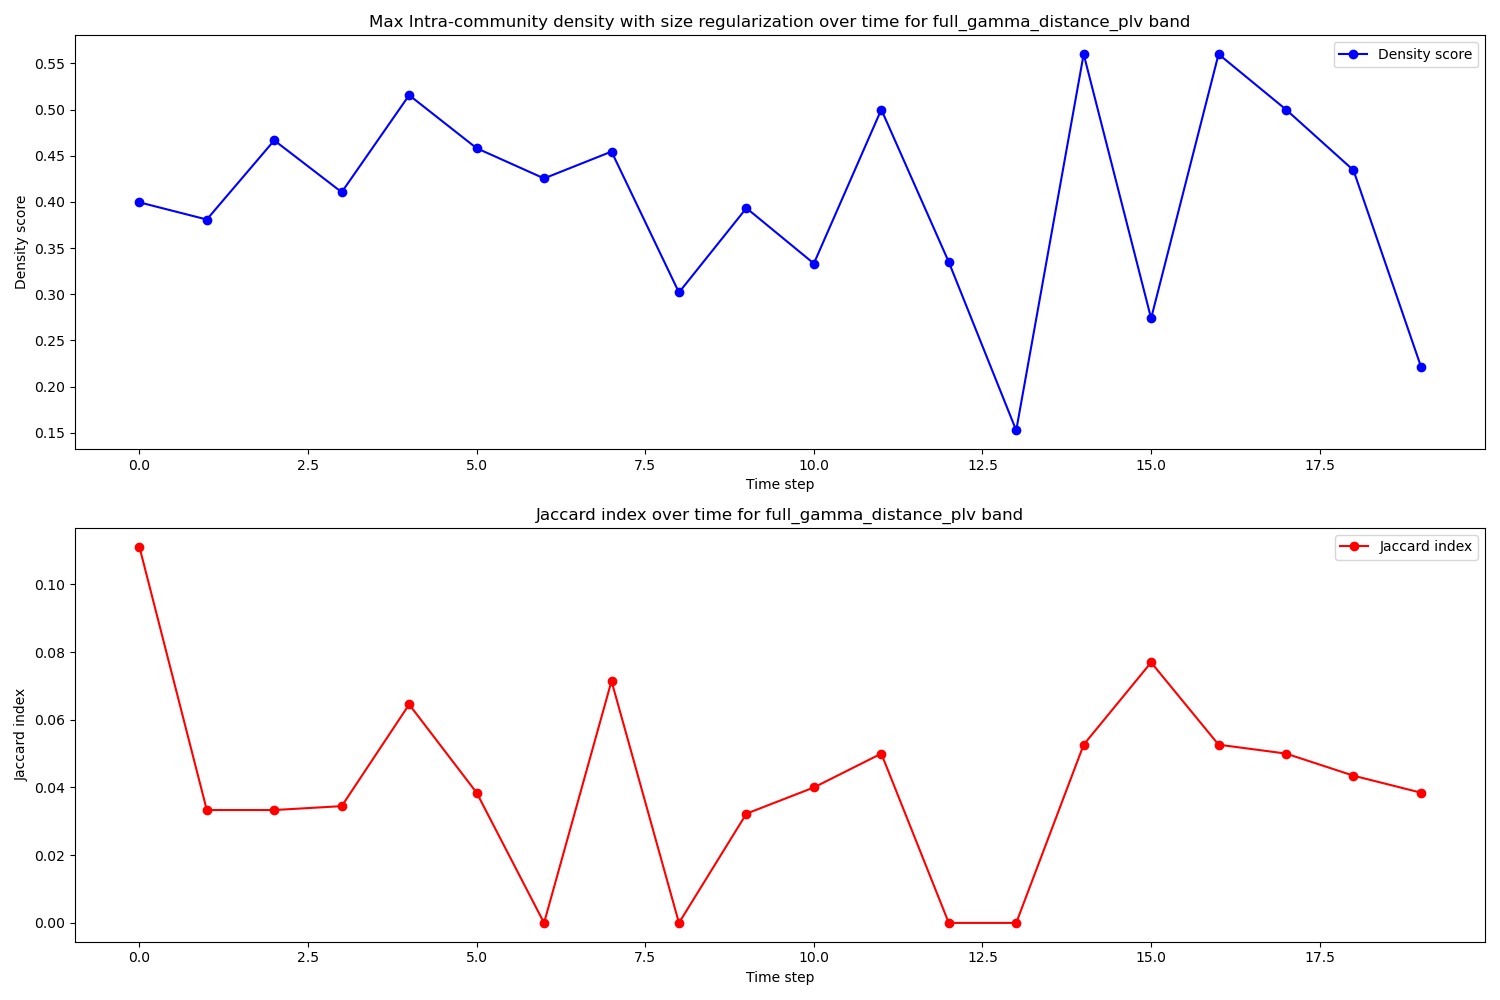 Max Intra-community density with size regularization over time for full_gamma_distance_plv band
Density score
0.55
0.50
0.45
0.40
0.35
0.30
0.25
0.20
0.15
Density score
0.0 2.5 5.0 7.5 10.0 12.5 15.0 17.5
Time step
Jaccard index over time for full_gamma_distance_plv band
Jaccard index
0.10
0.08
0.06
0.04
0.02
0.00
Jaccard index
0.0 2.5 5.0 7.5 10.0 12.5 15.0 17.5
Time step